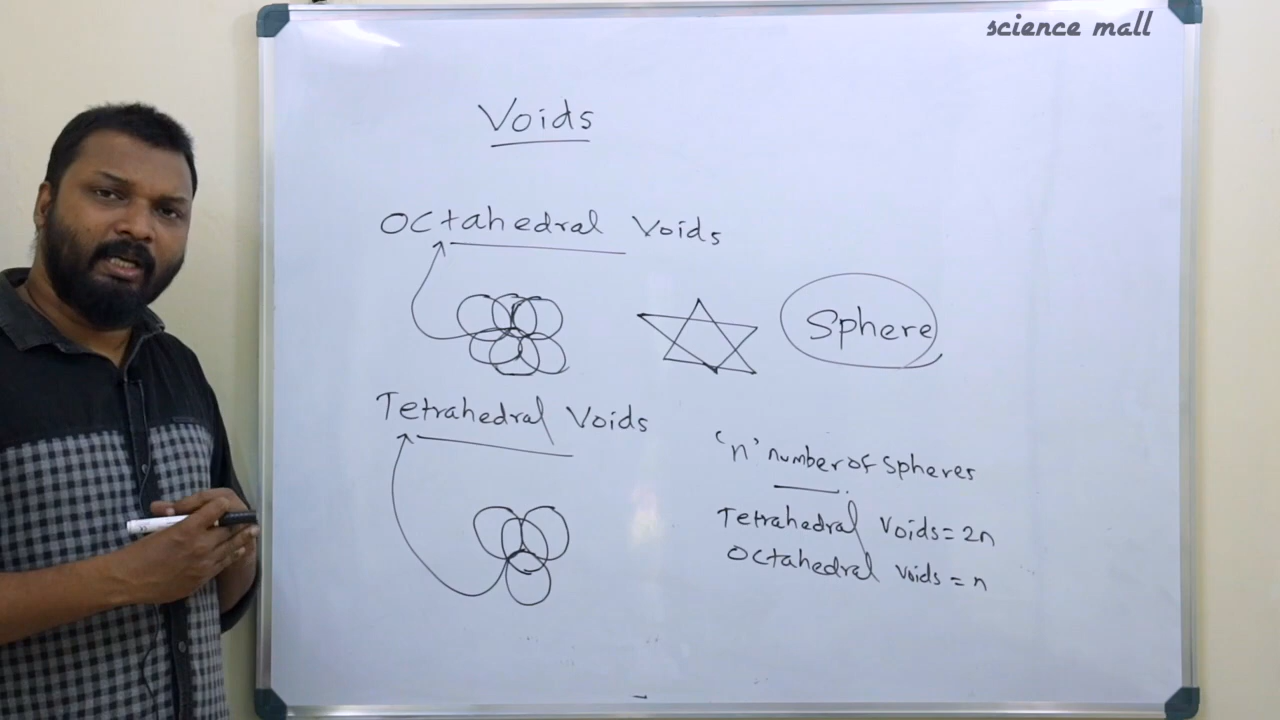 science mall
Voids
Octahedral Voids
Sphere
Tetrahedral Voids
'n' number of spheres
Tetrahedral Voids = 2n
Octahedral voids = n